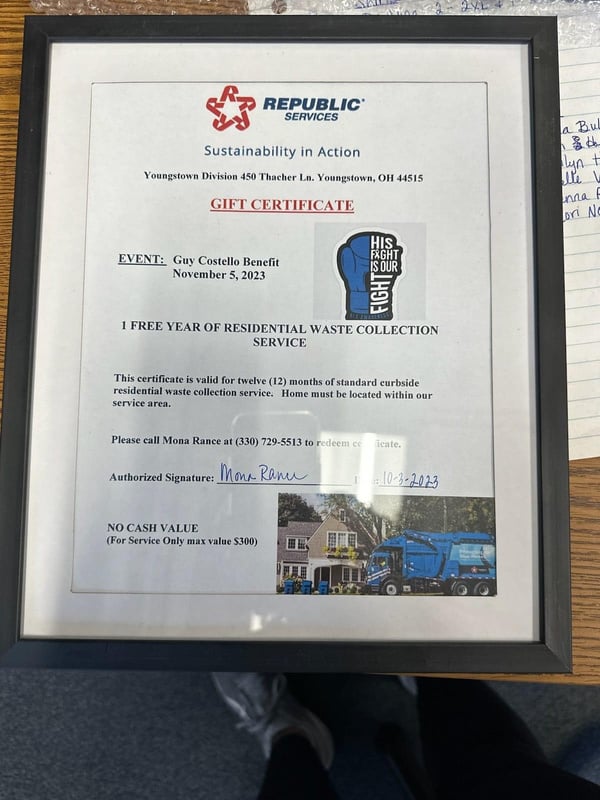 REPUBLIC
SERVICES
Sustainability in Action
Youngstown Division 450 Thacher Ln. Youngstown, OH 44515
GIFT CERTIFICATE
EVENT: Guy Costello Benefit
November 5, 2023
HIS
FIGHT
IS OUR
FIGHT
1 FREE YEAR OF RESIDENTIAL WASTE COLLECTION
SERVICE
This certificate is valid for twelve (12) months of standard curbside
residential waste collection service. Home must be located within our
service area.
Please call Mona Rance at (330) 729-5513 to redeem certificate.
Authorized Signature: Mona Rance 10-3-2023
NO CASH VALUE
(For Service Only max value $300)